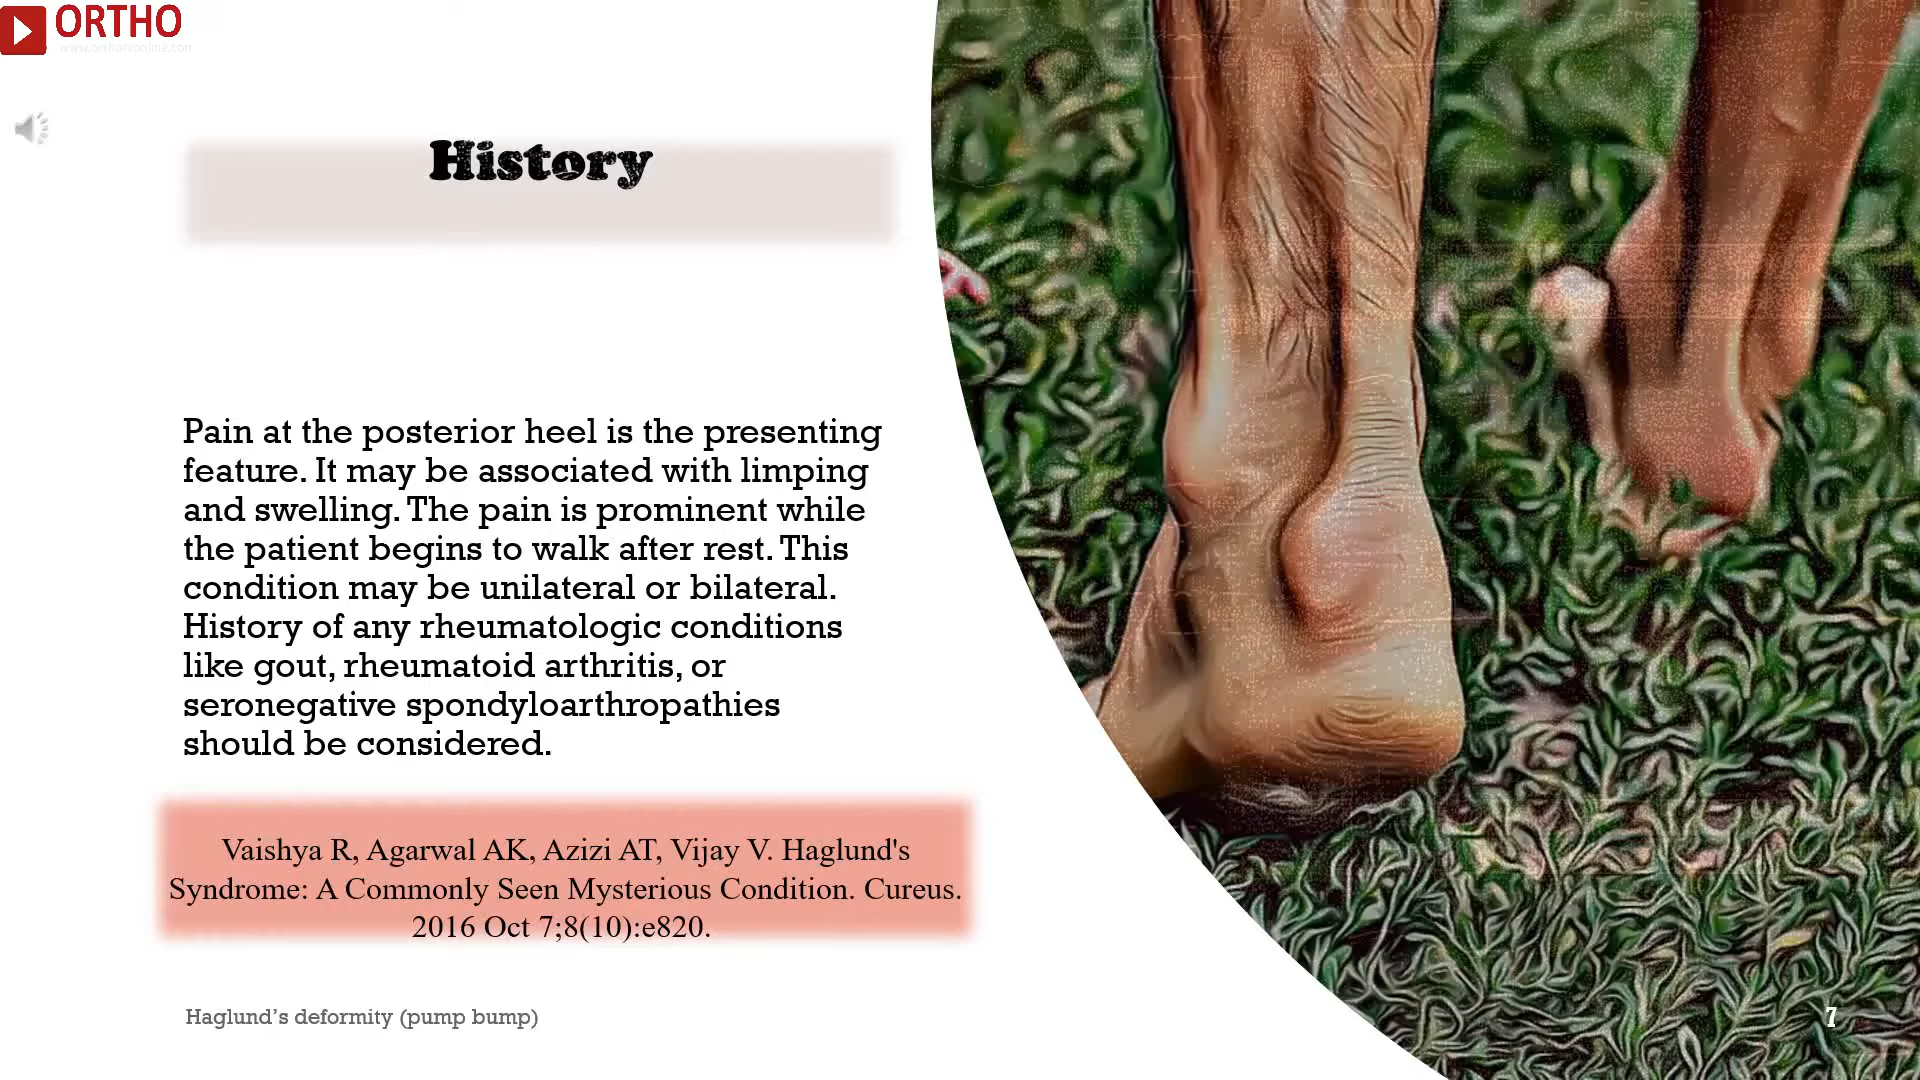 ORTHO
www.orthotvonline.com
History
Pain at the posterior heel is the presenting
feature. It may be associated with limping
and swelling. The pain is prominent while
the patient begins to walk after rest. This
condition may be unilateral or bilateral.
History of any rheumatologic conditions
like gout, rheumatoid arthritis, or
seronegative spondyloarthropathies
should be considered.
Vaishya R, Agarwal AK, Azizi AT, Vijay V. Haglund's
Syndrome: A Commonly Seen Mysterious Condition. Cureus.
2016 Oct 7;8(10):e820.
Haglund’s deformity (pump bump)
7